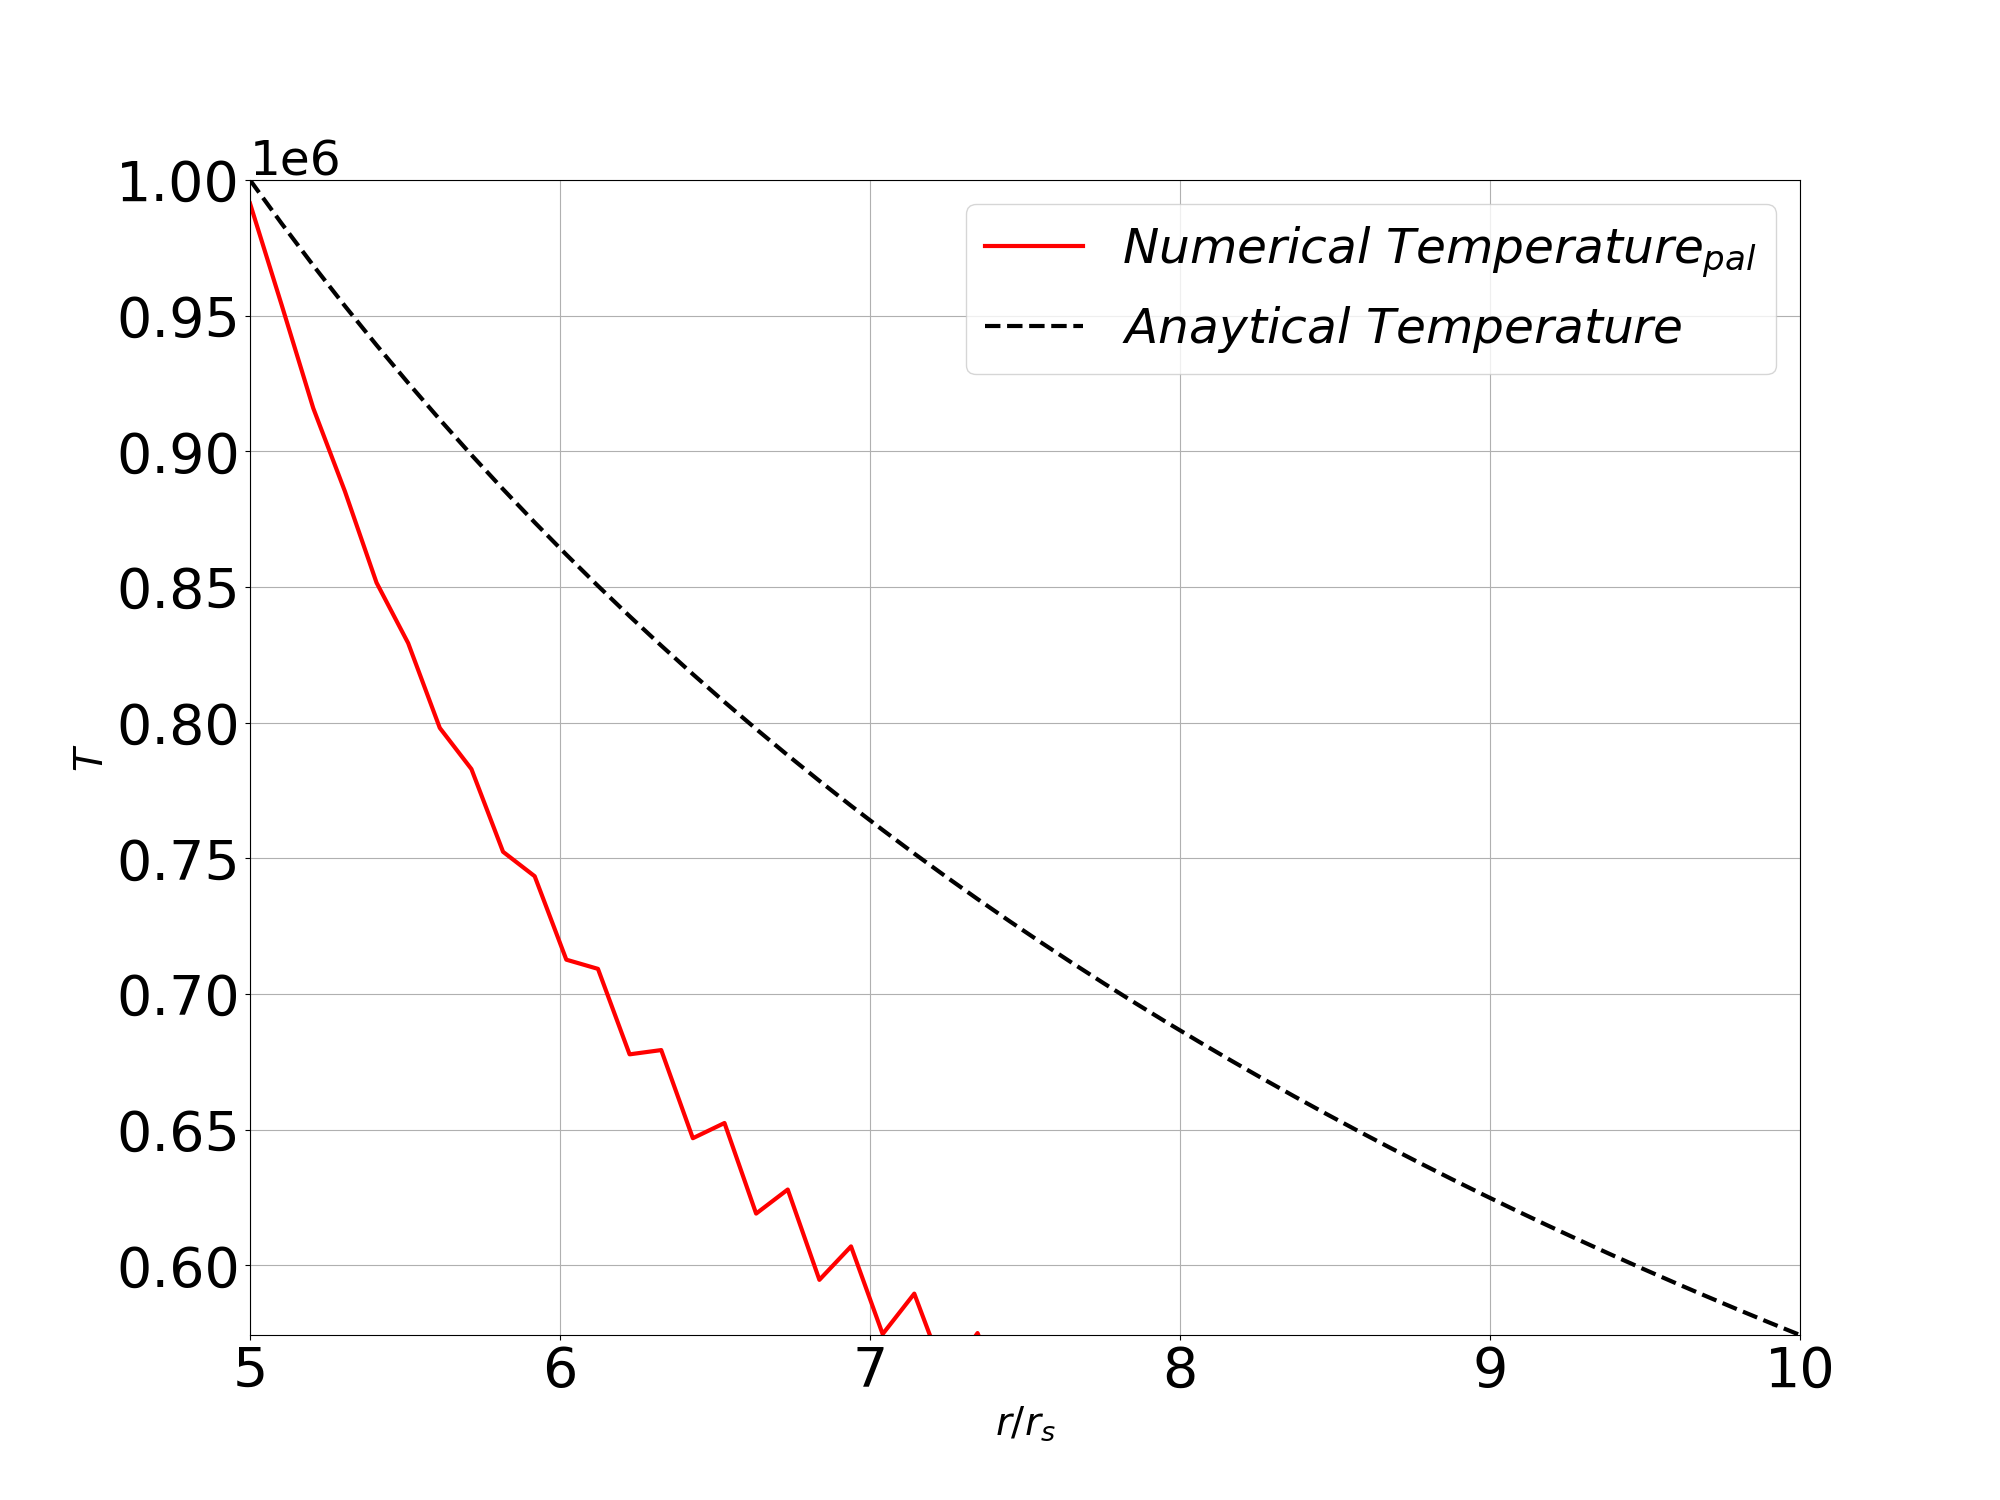 1e6
1.00
0.95
0.90
0.85
0.80
0.75
0.70
0.65
0.60
T
Numerical Temperature_pal
Anaytical Temperature
5 6 7 8 9 10
r/r_s